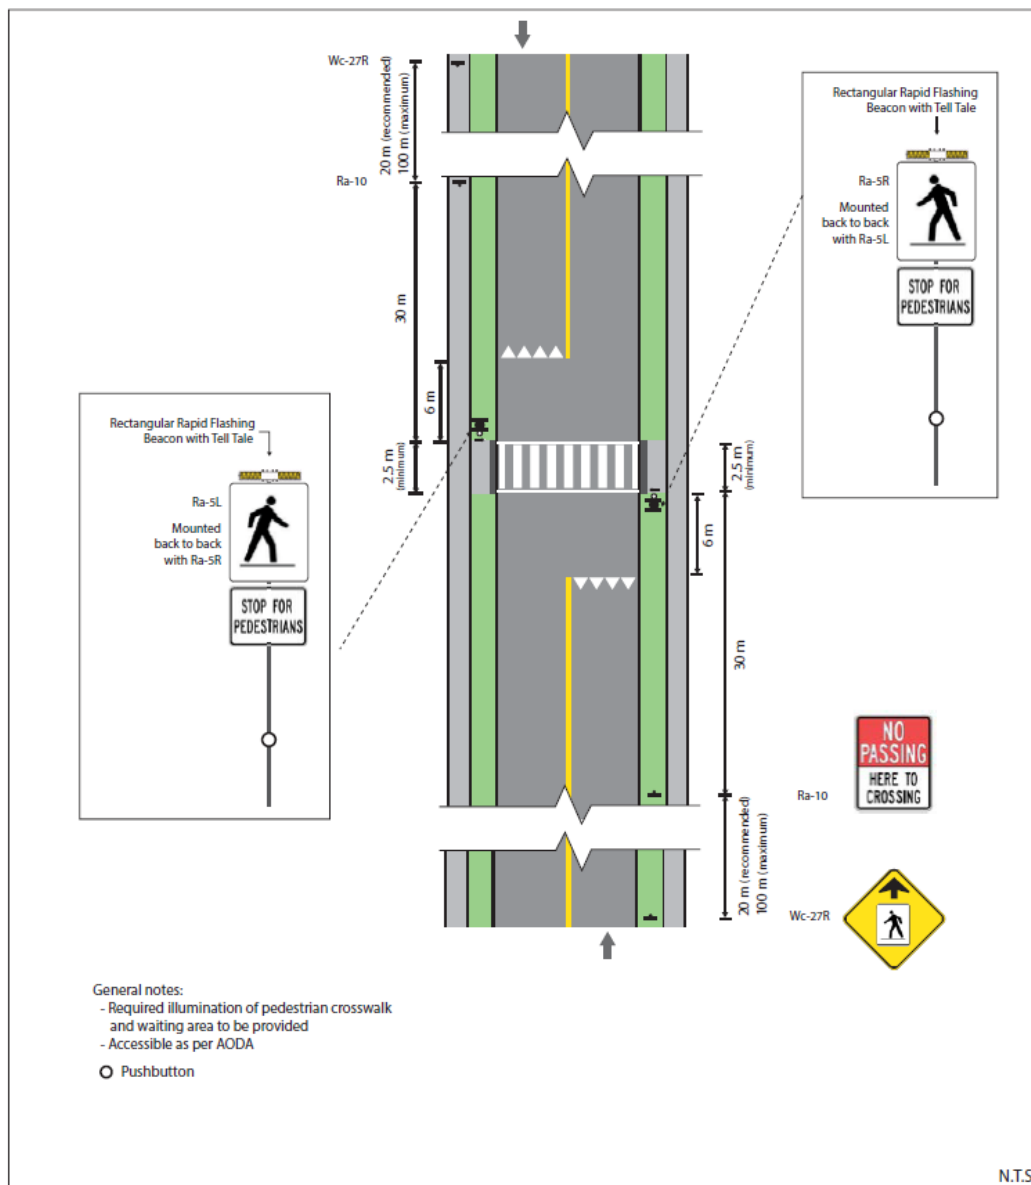 Wc-27R
20 m (recommended)
100 m (maximum)
Ra-10
30 m
6 m
2.5 m
(minimum)
Rectangular Rapid Flashing
Beacon with Tell Tale
Ra-5R
Mounted
back to back
with Ra-5L
STOP FOR
PEDESTRIANS
Rectangular Rapid Flashing
Beacon with Tell Tale
Ra-5L
Mounted
back to back
with Ra-5R
STOP FOR
PEDESTRIANS
2.5 m
(minimum)
6 m
30 m
Ra-10
NO
PASSING
HERE TO
CROSSING
20 m (recommended)
100 m (maximum)
Wc-27R
General notes:
- Required illumination of pedestrian crosswalk
and waiting area to be provided
- Accessible as per AODA
Pushbutton
N.T.S